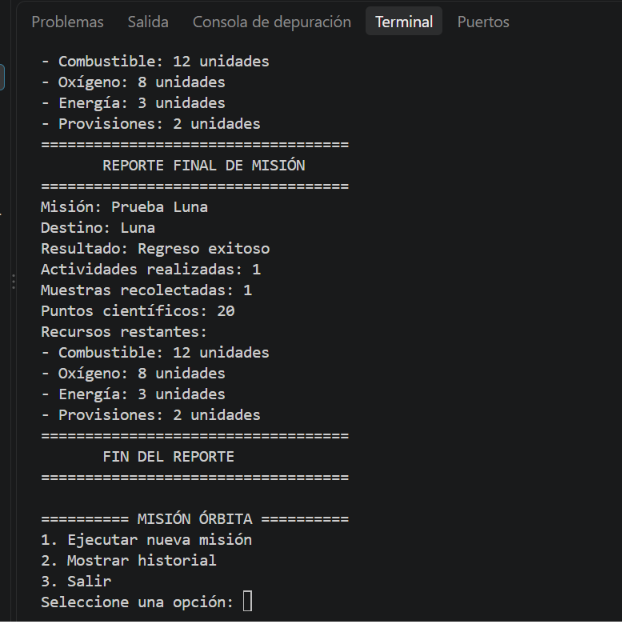 Problemas Salida Consola de depuración Terminal Puertos
- Combustible: 12 unidades
- Oxígeno: 8 unidades
- Energía: 3 unidades
- Provisiones: 2 unidades
===================================
REPORTE FINAL DE MISIÓN
===================================
Misión: Prueba Luna
Destino: Luna
Resultado: Regreso exitoso
Actividades realizadas: 1
Muestras recolectadas: 1
Puntos científicos: 20
Recursos restantes:
- Combustible: 12 unidades
- Oxígeno: 8 unidades
- Energía: 3 unidades
- Provisiones: 2 unidades
===================================
FIN DEL REPORTE
===================================
========== MISIÓN ÓRBITA ==========
1. Ejecutar nueva misión
2. Mostrar historial
3. Salir
Seleccione una opción: